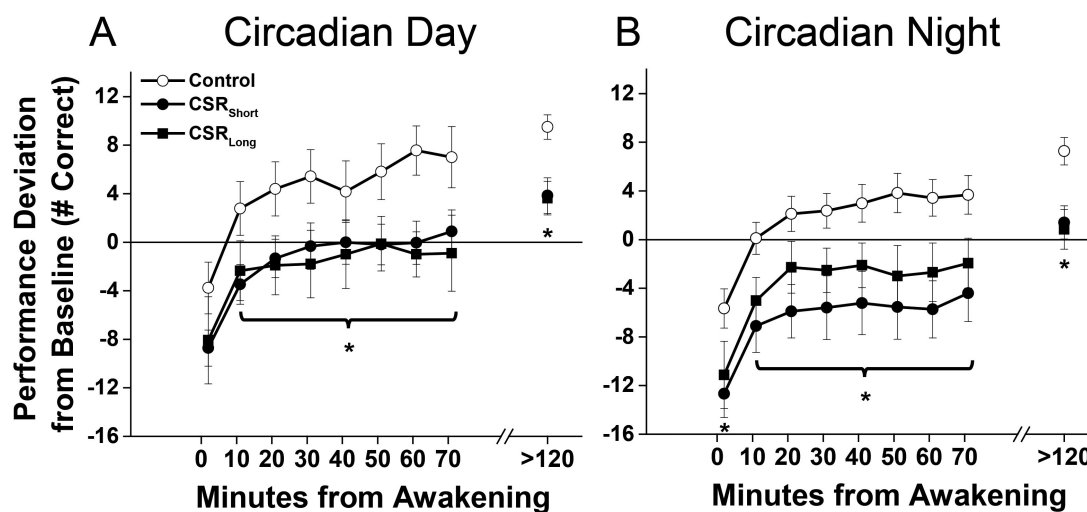 A Circadian Day
B Circadian Night
Performance Deviation
from Baseline (# Correct)
Control
CSRShort
CSRLong
12
8
4
0
-4
-8
-12
-16
*
*
0 10 20 30 40 50 60 70 >120
Minutes from Awakening
12
8
4
0
-4
-8
-12
-16
*
*
*
0 10 20 30 40 50 60 70 >120
Minutes from Awakening